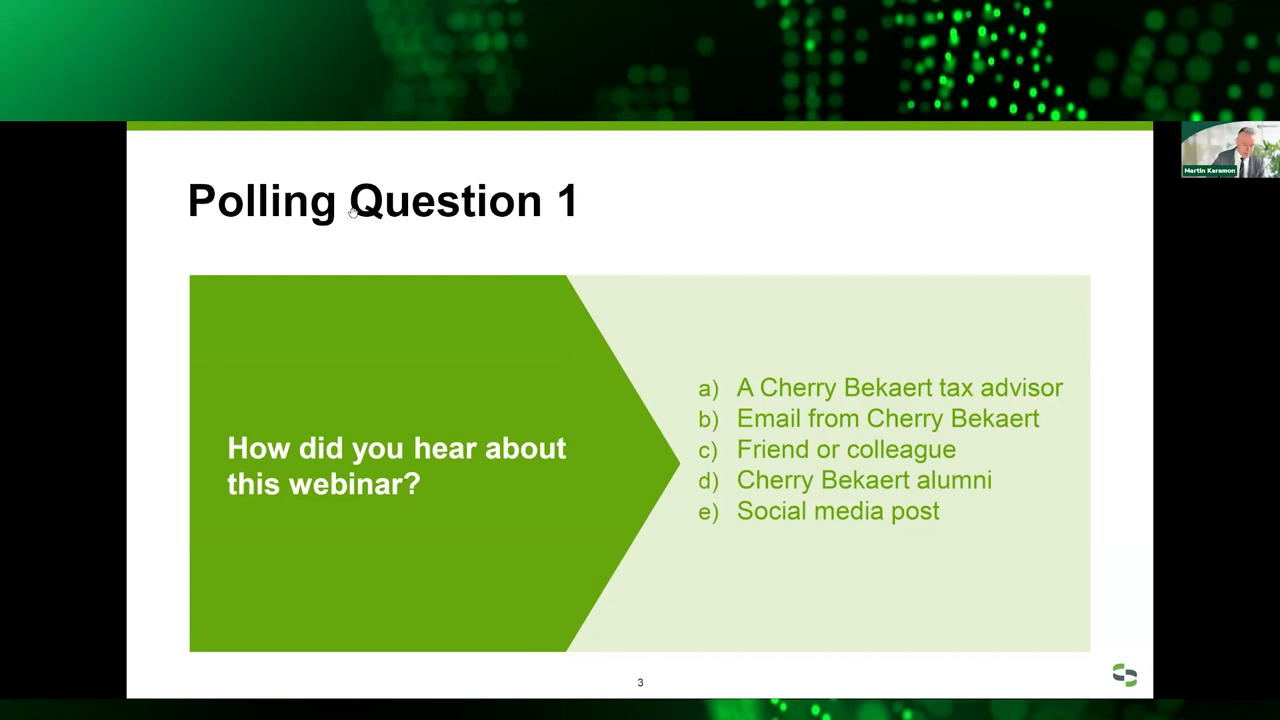 Polling Question 1
Martin Karamon
How did you hear about
this webinar?
a) A Cherry Bekaert tax advisor
b) Email from Cherry Bekaert
c) Friend or colleague
d) Cherry Bekaert alumni
e) Social media post
3